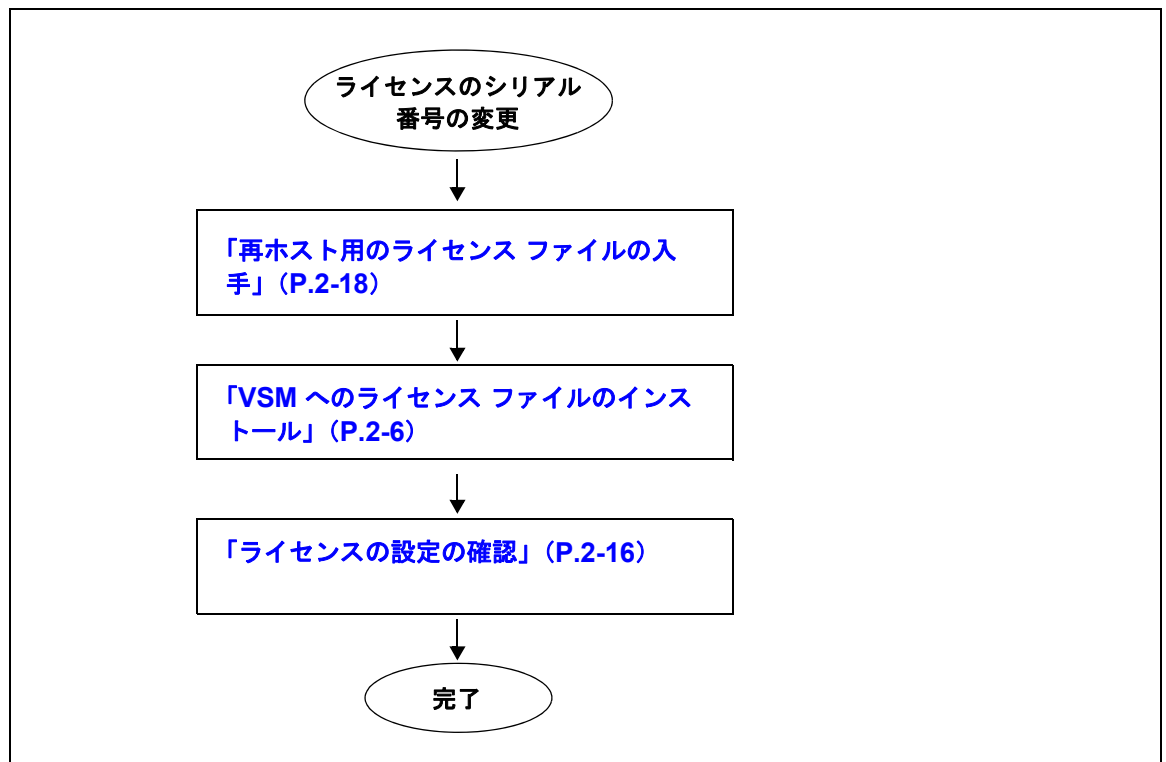 ライセンスのシリアル
番号の変更
「再ホスト用のライセンス ファイルの入
手」（P.2-18）
「VSM へのライセンス ファイルのインス
トール」（P.2-6）
「ライセンスの設定の確認」（P.2-16）
完了